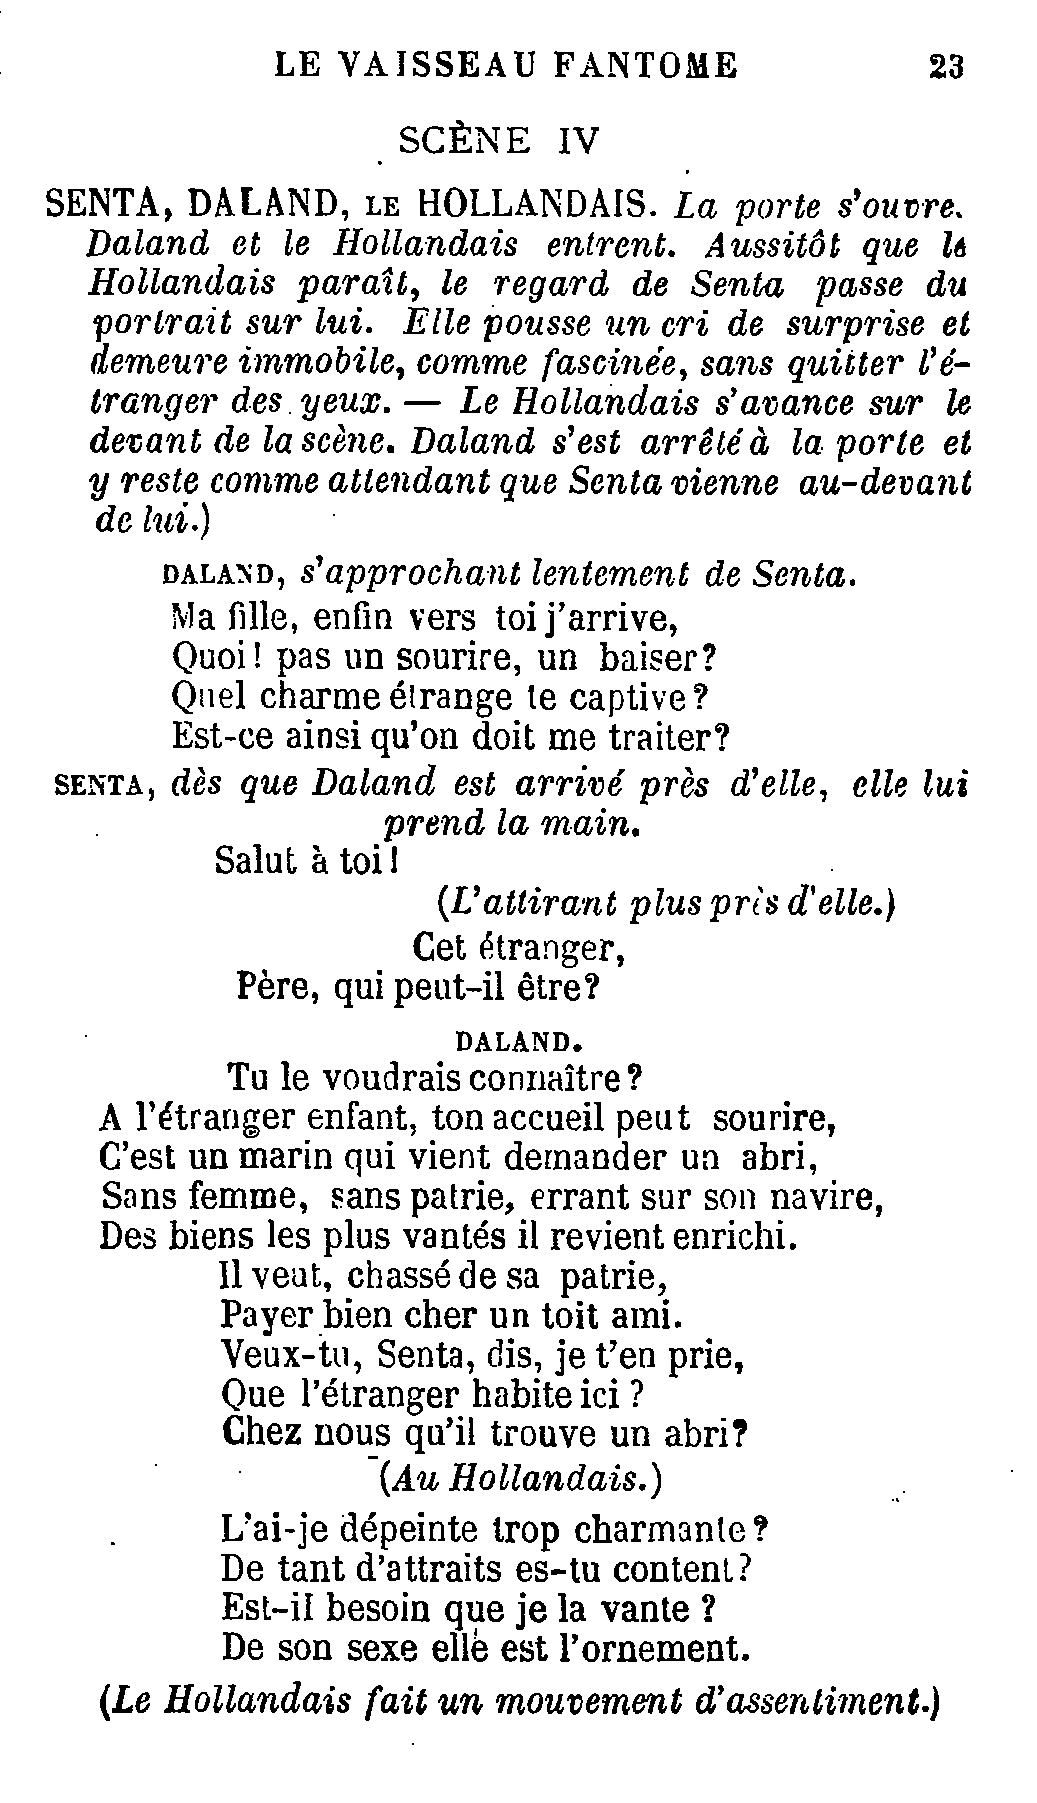 LE VAISSEAU FANTOME 23
SCÈNE IV
SENTA, DALAND, LE HOLLANDAIS. La porte s'ouvre.
Daland et le Hollandais entrent. Aussitôt que le
Hollandais paraît, le regard de Senta passe du
portrait sur lui. Elle pousse un cri de surprise et
demeure immobile, comme fascinée, sans quitter l'é-
tranger des yeux. — Le Hollandais s'avance sur le
devant de la scène. Daland s'est arrêté à la porte et
y reste comme attendant que Senta vienne au-devant
de lui.)
DALAND, s'approchant lentement de Senta.
Ma fille, enfin vers toi j'arrive,
Quoi! pas un sourire, un baiser?
Quel charme étrange te captive?
Est-ce ainsi qu'on doit me traiter?
SENTA, dès que Daland est arrivé près d'elle, elle lui
prend la main.
Salut à toi!
(L'attirant plus près d'elle.)
Cet étranger,
Père, qui peut-il être?
DALAND.
Tu le voudrais connaître?
A l'étranger enfant, ton accueil peut sourire,
C'est un marin qui vient demander un abri,
Sans femme, sans patrie, errant sur son navire,
Des biens les plus vantés il revient enrichi.
Il veut, chassé de sa patrie,
Payer bien cher un toit ami.
Veux-tu, Senta, dis, je t'en prie,
Que l'étranger habite ici ?
Chez nous qu'il trouve un abri?
(Au Hollandais.)
L'ai-je dépeinte trop charmante?
De tant d'attraits es-tu content?
Est-il besoin que je la vante ?
De son sexe elle est l'ornement.
(Le Hollandais fait un mouvement d'assentiment.)